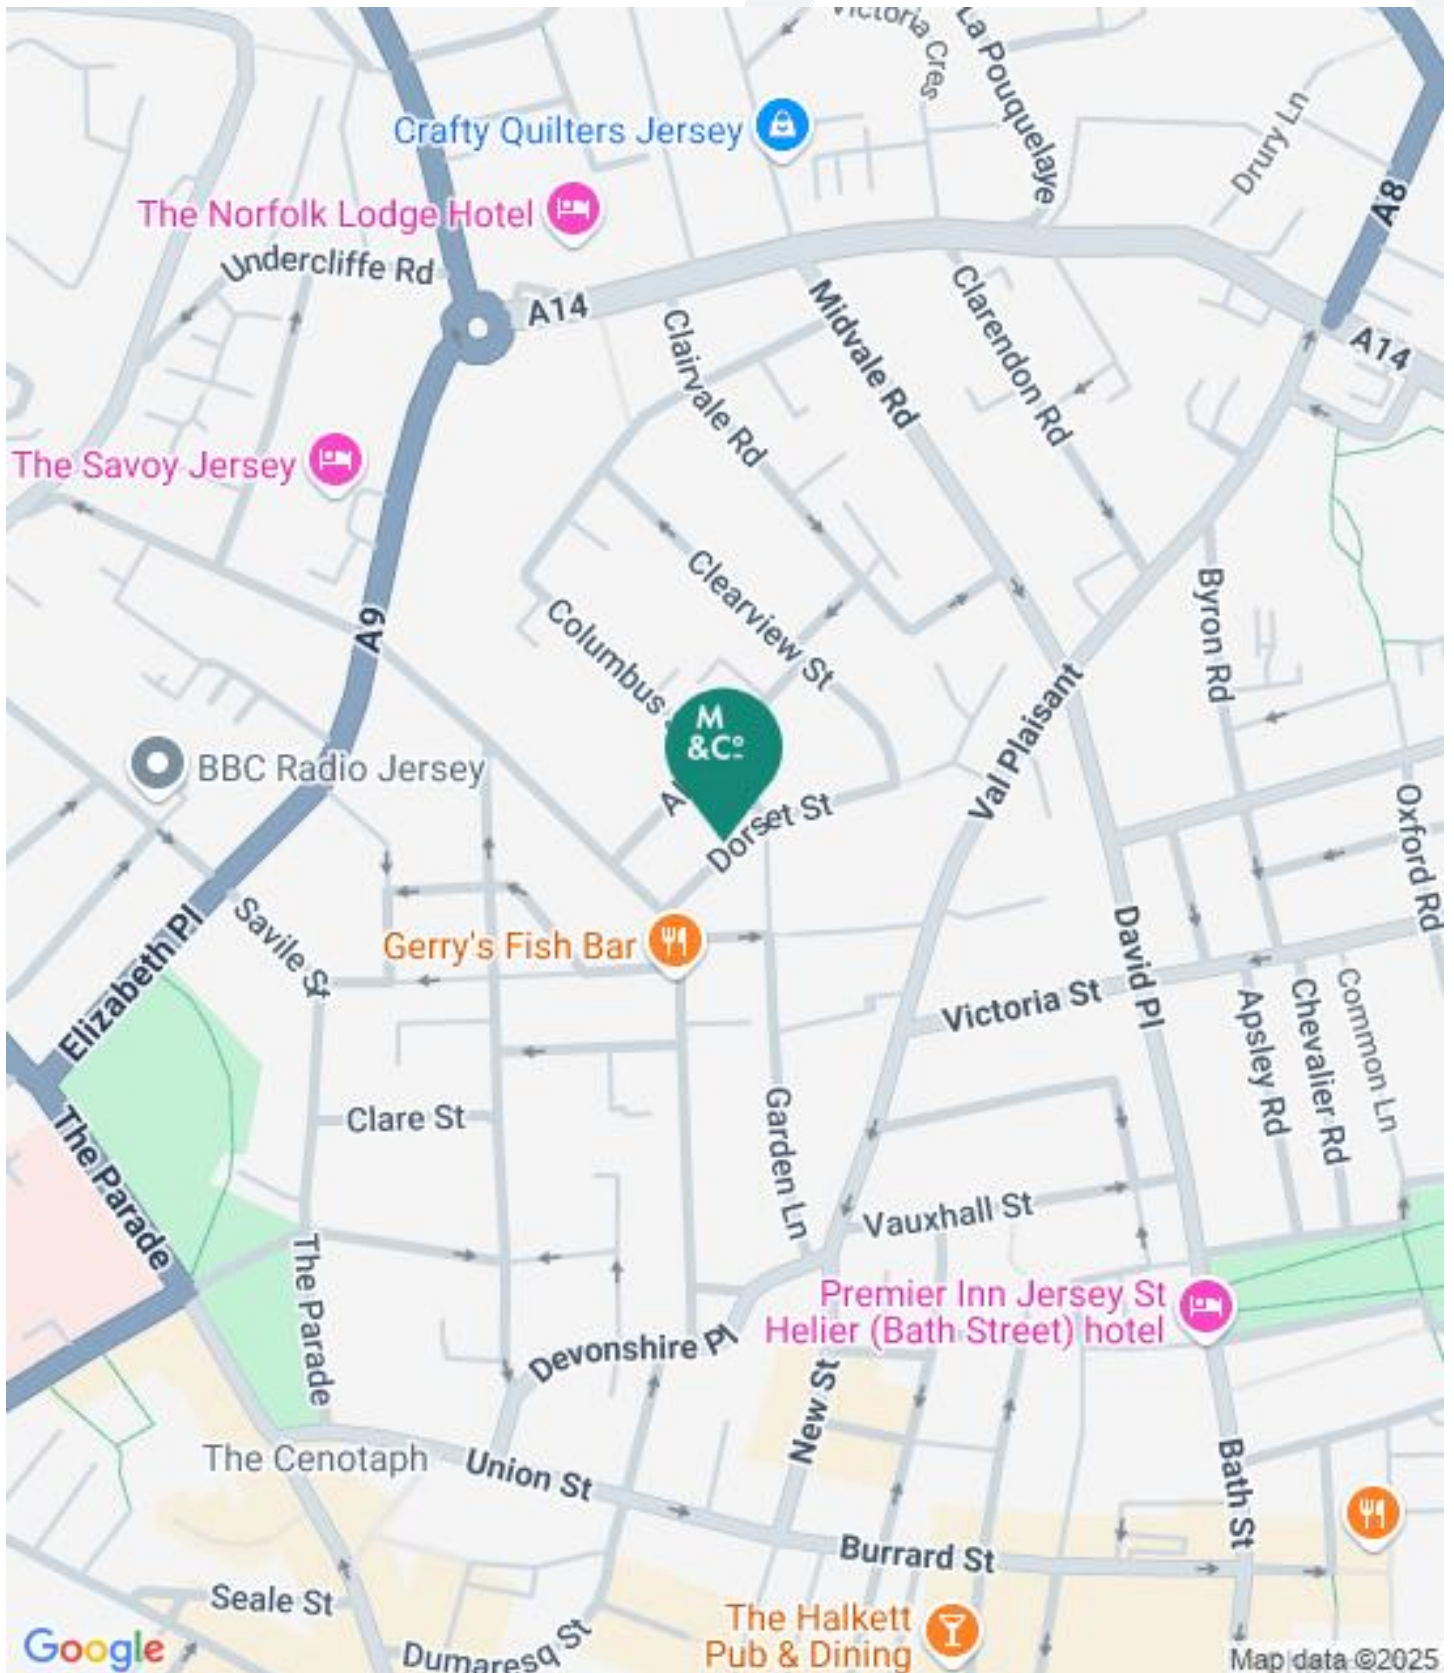 Victoria Cres
La Pouquelaye
Crafty Quilters Jersey
Drury Ln
A8
The Norfolk Lodge Hotel
Undercliffe Rd
A14
Clairvale Rd
Midvale Rd
Clarendon Rd
A14
The Savoy Jersey
A9
Clearview St
Columbus
Byron Rd
M
&Co
BBC Radio Jersey
Val Plaisant
Dorset St
Oxford Rd
Elizabeth Pl
Savile St
Gerry's Fish Bar
David Pl
Victoria St
Apsley Rd
Chevalier Rd
Common Ln
The Parade
Clare St
Garden Ln
Vauxhall St
The Parade
Premier Inn Jersey St
Helier (Bath Street) hotel
Devonshire Pl
New St
The Cenotaph
Union St
Bath St
Burrard St
Seale St
The Halkett
Pub & Dining
Dumaresq St
Google
Map data ©2025